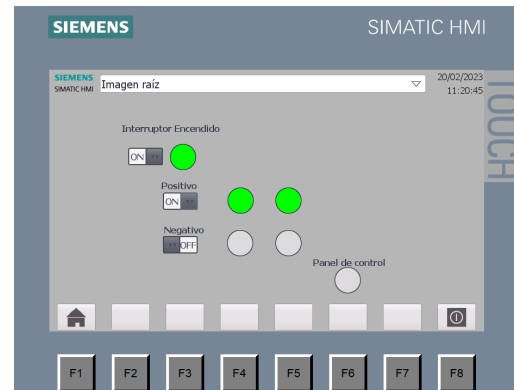 SIEMENS
SIMATIC HMI
SIEMENS
SIMATIC HMI
Imagen raíz
20/02/2023
11:20:45
TOUCH
Interruptor Encendido
ON
Positivo
ON
Negativo
OFF
Panel de control
F1
F2
F3
F4
F5
F6
F7
F8